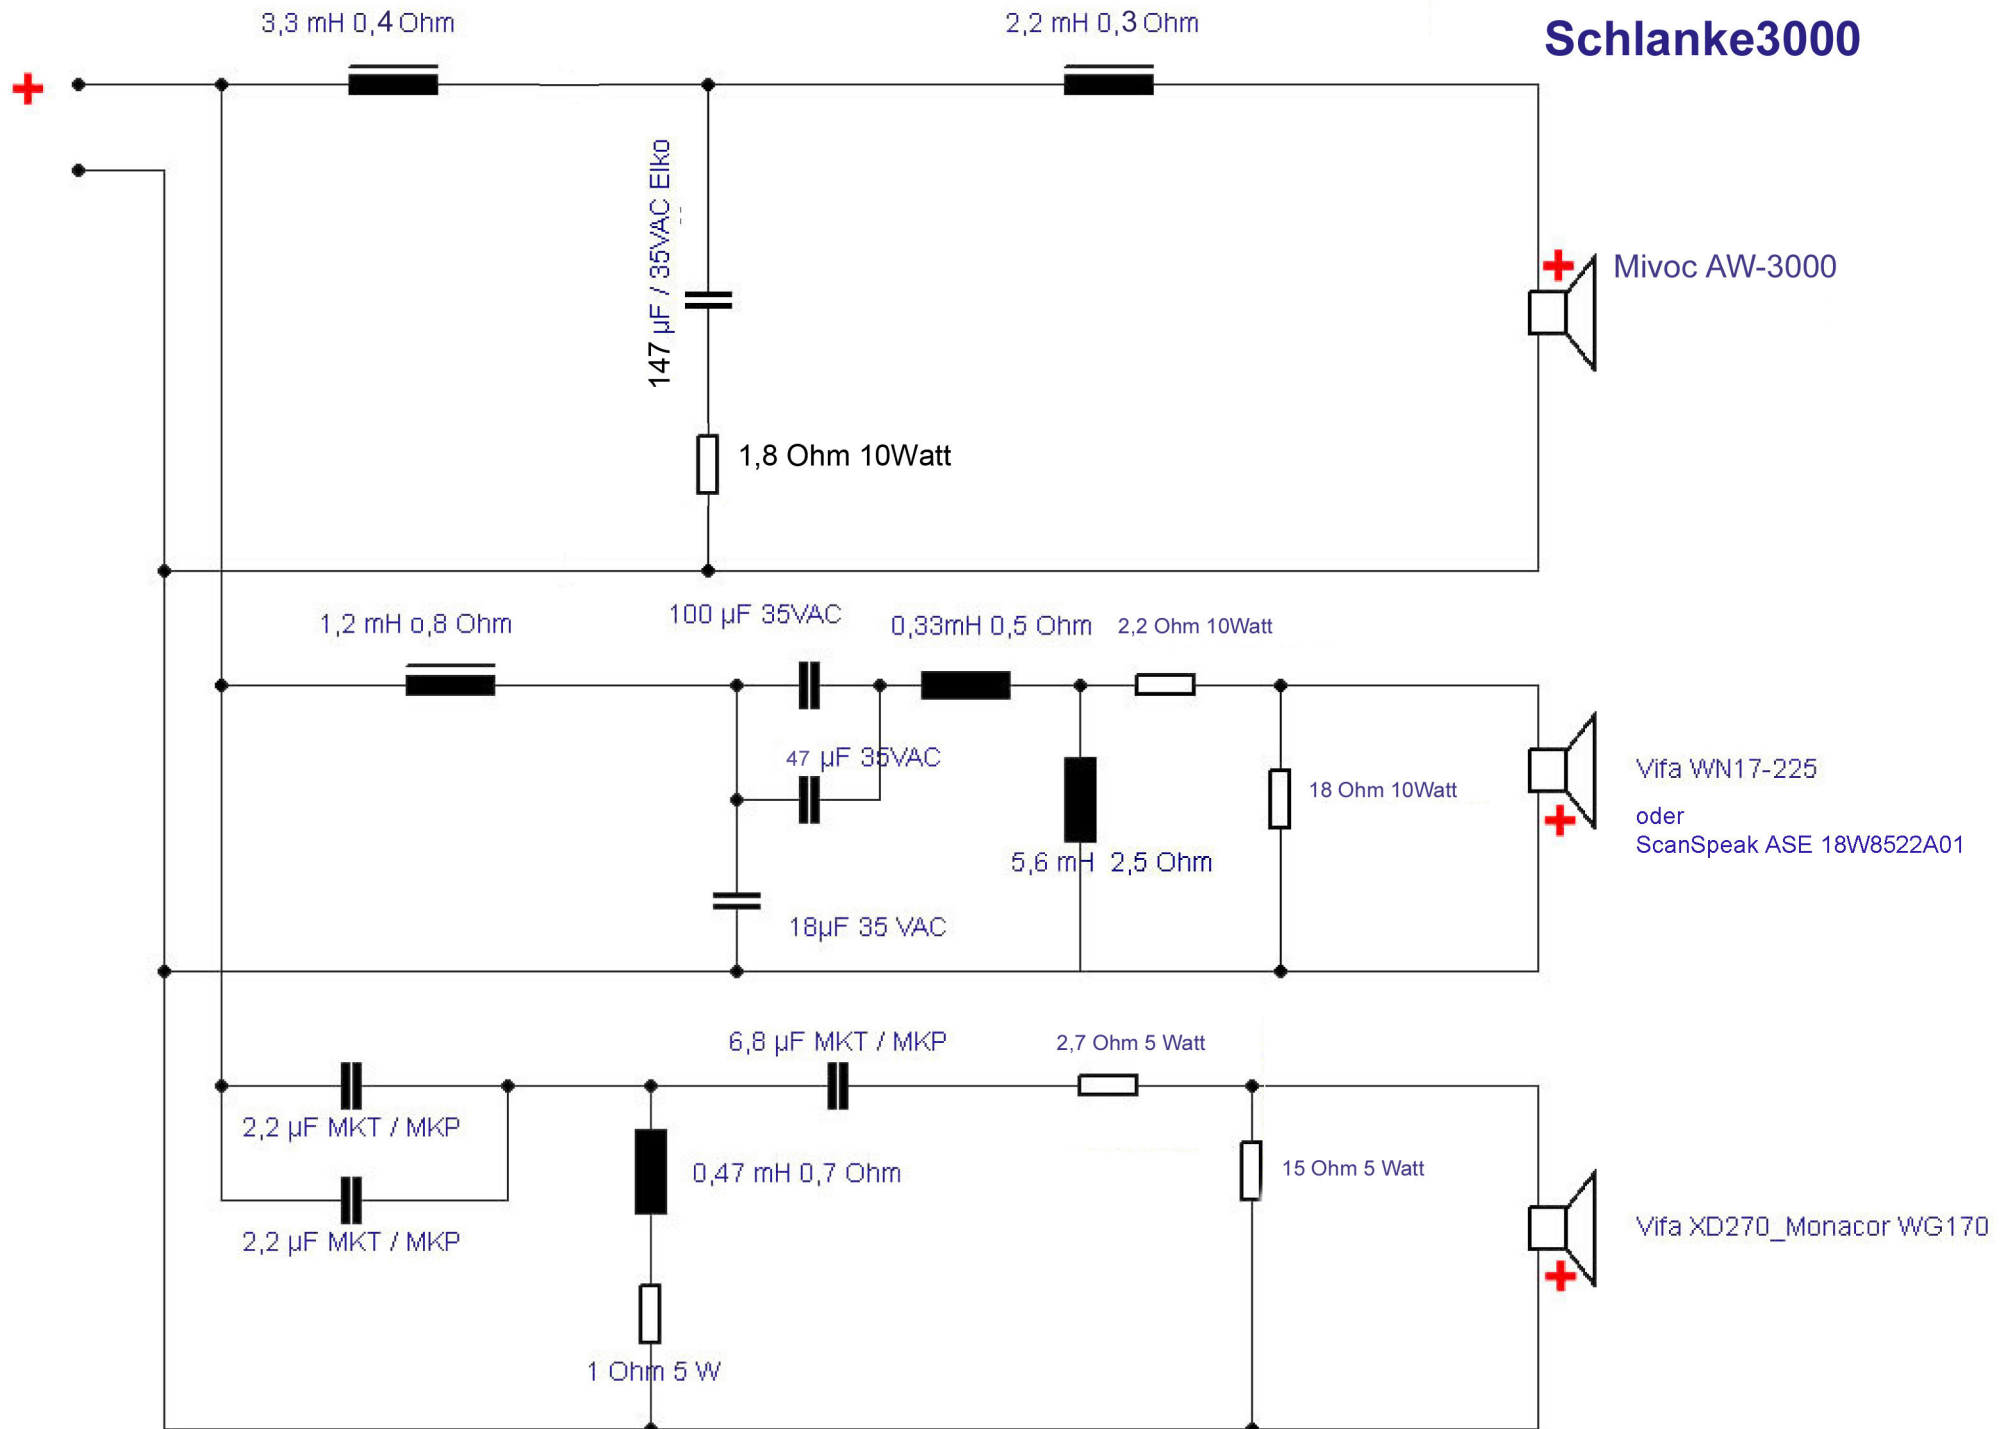 3,3 mH 0,4 Ohm
2,2 mH 0,3 Ohm
Schlanke3000
147 µF / 35VAC Elko
Mivoc AW-3000
1,8 Ohm 10Watt
1,2 mH o,8 Ohm
100 µF 35VAC
0,33mH 0,5 Ohm
2,2 Ohm 10Watt
47 µF 35VAC
18 Ohm 10Watt
Vifa WN17-225
oder
ScanSpeak ASE 18W8522A01
5,6 mH 2,5 Ohm
18µF 35 VAC
6,8 µF MKT / MKP
2,7 Ohm 5 Watt
2,2 µF MKT / MKP
0,47 mH 0,7 Ohm
15 Ohm 5 Watt
2,2 µF MKT / MKP
Vifa XD270_Monacor WG170
1 Ohm 5 W